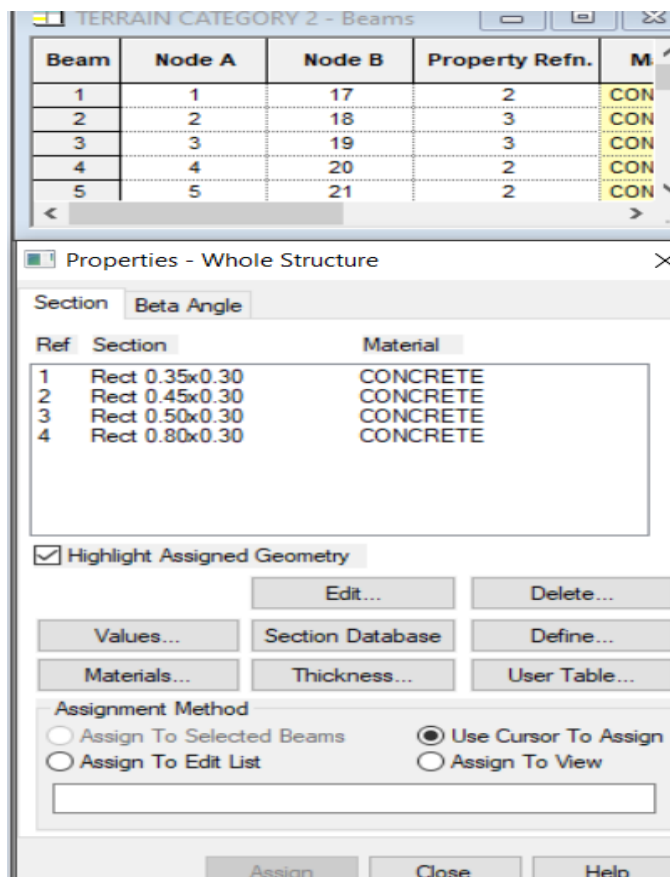 TERRAIN CATEGORY 2 - Beams
Beam Node A Node B Property Refn.
1 1 17 2 CON
2 2 18 3 CON
3 3 19 3 CON
4 4 20 2 CON
5 5 21 2 CON
Properties - Whole Structure
Section Beta Angle
Ref Section Material
1 Rect 0.35x0.30 CONCRETE
2 Rect 0.45x0.30 CONCRETE
3 Rect 0.50x0.30 CONCRETE
4 Rect 0.80x0.30 CONCRETE
Highlight Assigned Geometry
Edit... Delete...
Values... Section Database Define...
Materials... Thickness... User Table...
Assignment Method
Assign To Selected Beams Use Cursor To Assign
Assign To Edit List Assign To View
Assign Close Help